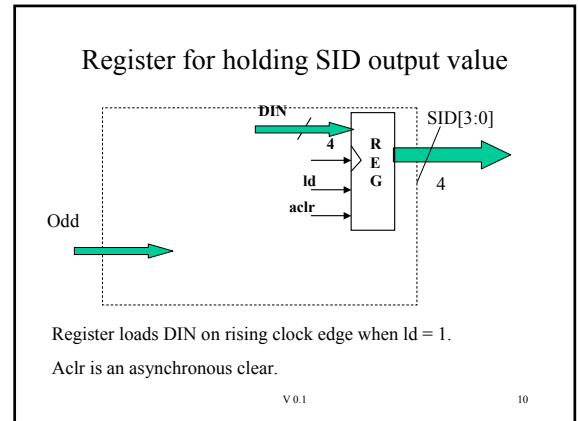 Register for holding SID output value
DIN
SID[3:0]
4
R
E
G
ld
4
aclr
Odd
Register loads DIN on rising clock edge when ld = 1.
Aclr is an asynchronous clear.
V 0.1
10